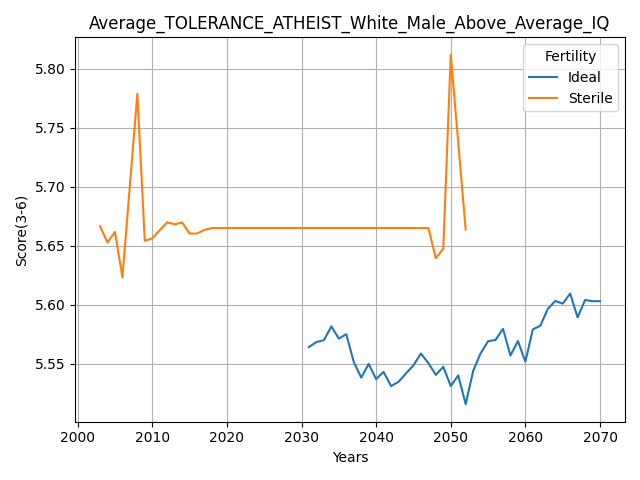 Average_TOLERANCE_ATHEIST_White_Male_Above_Average_IQ
Fertility
Ideal
Sterile
Score(3-6)
5.80
5.75
5.70
5.65
5.60
5.55
2000 2010 2020 2030 2040 2050 2060 2070
Years